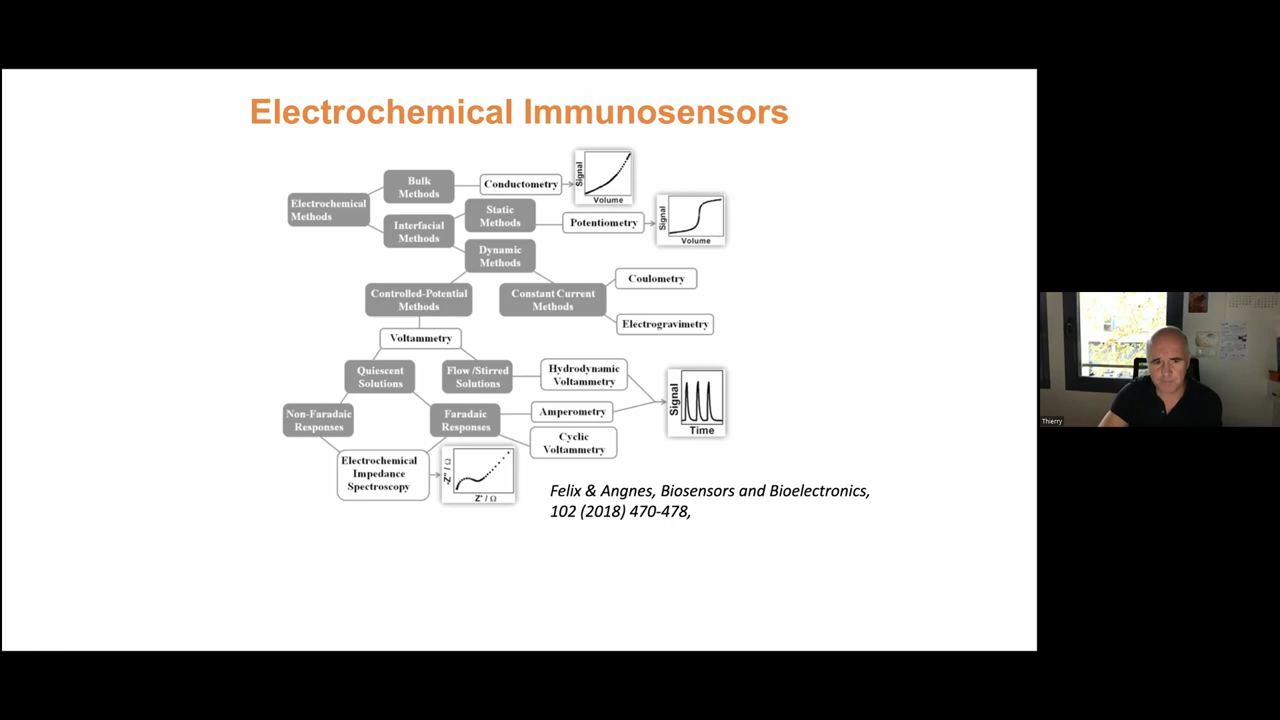 Electrochemical Immunosensors
Electrochemical
Methods
Bulk
Methods
Conductometry
Signal
Volume
Interfacial
Methods
Static
Methods
Potentiometry
Signal
Volume
Dynamic
Methods
Controlled-Potential
Methods
Constant Current
Methods
Coulometry
Electrogravimetry
Voltammetry
Quiescent
Solutions
Flow /Stirred
Solutions
Hydrodynamic
Voltammetry
Non-Faradaic
Responses
Faradaic
Responses
Amperometry
Cyclic
Voltammetry
Signal
Time
Electrochemical
Impedance
Spectroscopy
-Z" / Ω
Z' / Ω
Felix & Angnes, Biosensors and Bioelectronics,
102 (2018) 470-478,
Thierry